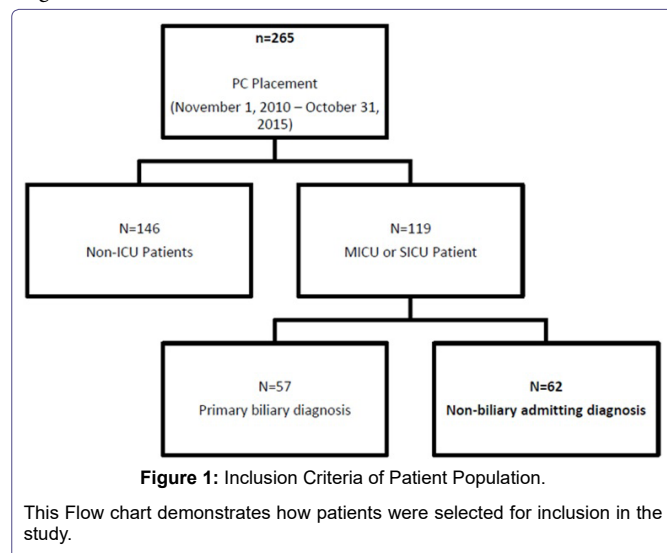 n=265
PC Placement
(November 1, 2010 – October 31,
2015)
N=146
Non-ICU Patients
N=119
MICU or SICU Patient
N=57
Primary biliary diagnosis
N=62
Non-biliary admitting diagnosis
Figure 1: Inclusion Criteria of Patient Population.
This Flow chart demonstrates how patients were selected for inclusion in the
study.